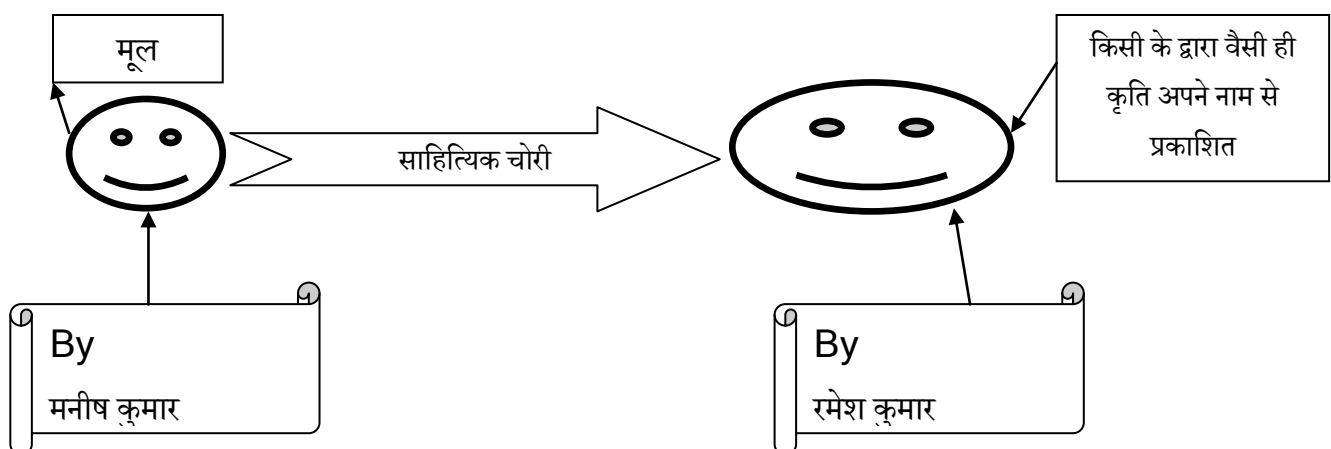 मूल
किसी के द्वारा वैसी ही
कृति अपने नाम से
प्रकाशित
साहित्यिक चोरी
By
मनीष कुमार
By
रमेश कुमार